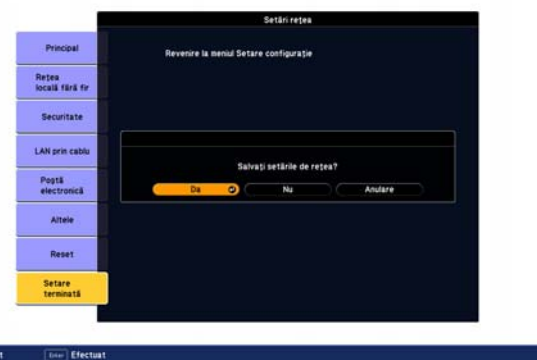 Setări rețea
Principal
Revenire la meniul Setare configurație
Rețea
locală fără fir
Securitate
LAN prin cablu
Salvați setările de rețea?
Da
Nu
Anulare
Poștă
electronică
Altele
Reset
Setare
terminată
Enter Efectuat